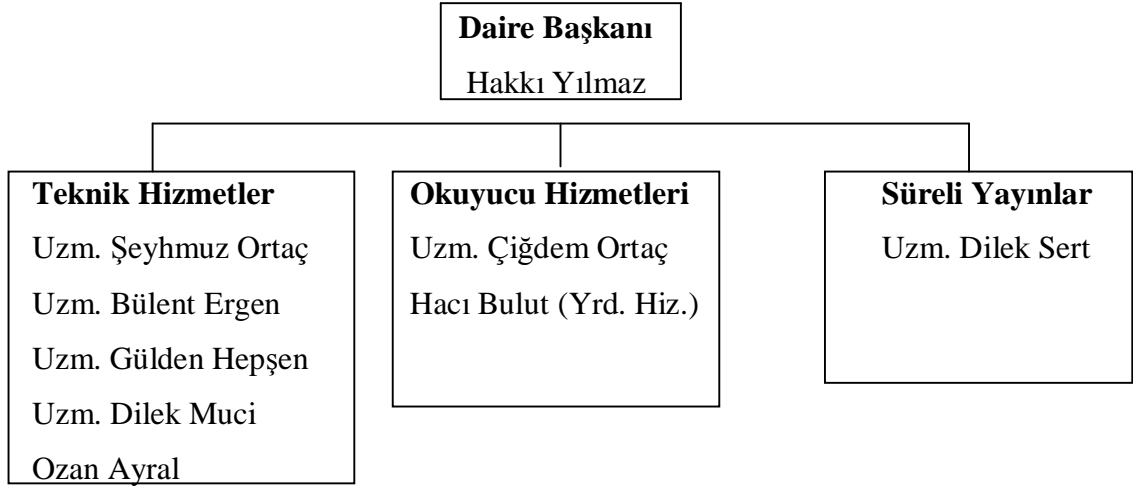 Daire Başkanı
Hakkı Yılmaz
Teknik Hizmetler
Uzm. Şeyhmuz Ortaç
Uzm. Bülent Ergen
Uzm. Gülden Hepşen
Uzm. Dilek Muci
Ozan Ayral
Okuyucu Hizmetleri
Uzm. Çiğdem Ortaç
Hacı Bulut (Yrd. Hiz.)
Süreli Yayınlar
Uzm. Dilek Sert